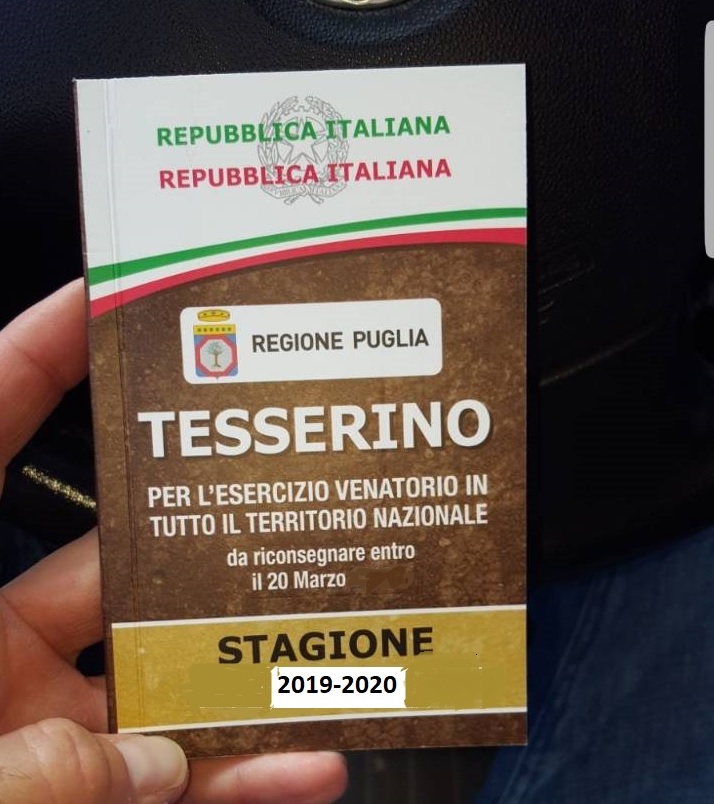 REPUBBLICA ITALIANA
REPUBBLICA ITALIANA
REGIONE PUGLIA
TESSERINO
PER L'ESERCIZIO VENATORIO IN
TUTTO IL TERRITORIO NAZIONALE
da riconsegnare entro
il 20 Marzo
STAGIONE
2019-2020